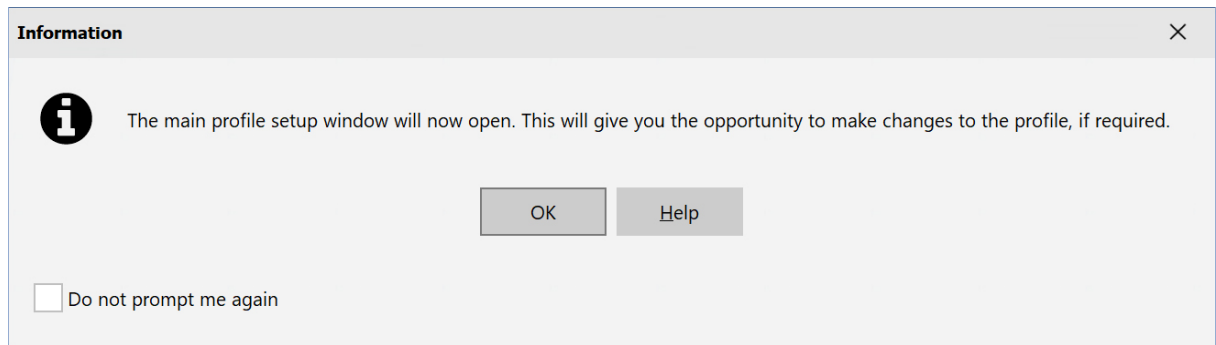 Information
The main profile setup window will now open. This will give you the opportunity to make changes to the profile, if required.
OK
Help
Do not prompt me again